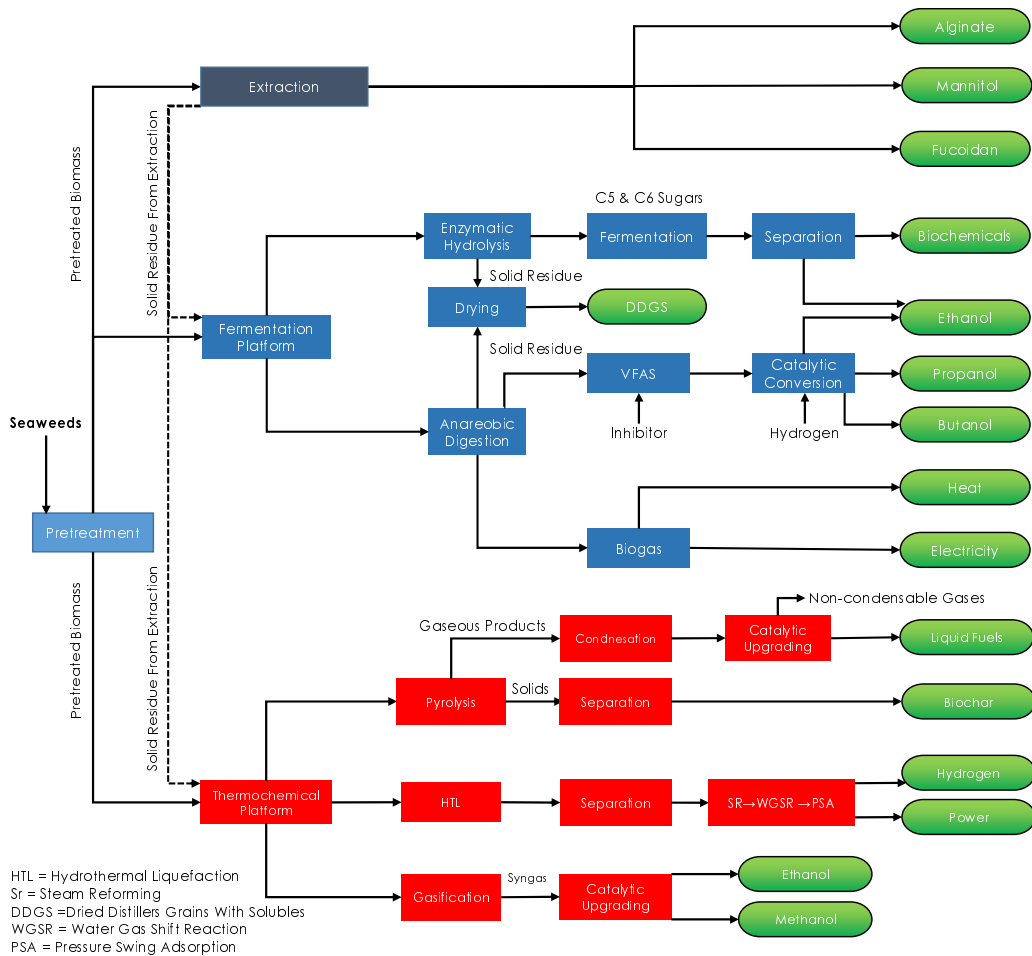 Alginate
Extraction
Mannitol
Fucoidan
Pretreated Biomass
Solid Residue From Extraction
C5 & C6 Sugars
Enzymatic
Hydrolysis
Fermentation
Separation
Biochemicals
Solid Residue
Drying
DDGS
Ethanol
Fermentation
Platform
Solid Residue
VFAS
Catalytic
Conversion
Propanol
Seaweeds
Anareobic
Digestion
Inhibitor
Hydrogen
Butanol
Heat
Pretreatment
Biogas
Electricity
Pretreated Biomass
Solid Residue From Extraction
Non-condensable Gases
Gaseous Products
Condnesation
Catalytic
Upgrading
Liquid Fuels
Pyrolysis
Solids
Separation
Biochar
Thermochemical
Platform
HTL
Separation
SR→WGSR→PSA
Hydrogen
Power
Gasification
Syngas
Catalytic
Upgrading
Ethanol
Methanol
HTL = Hydrothermal Liquefaction
Sr = Steam Reforming
DDGS =Dried Distillers Grains With Solubles
WGSR = Water Gas Shift Reaction
PSA = Pressure Swing Adsorption